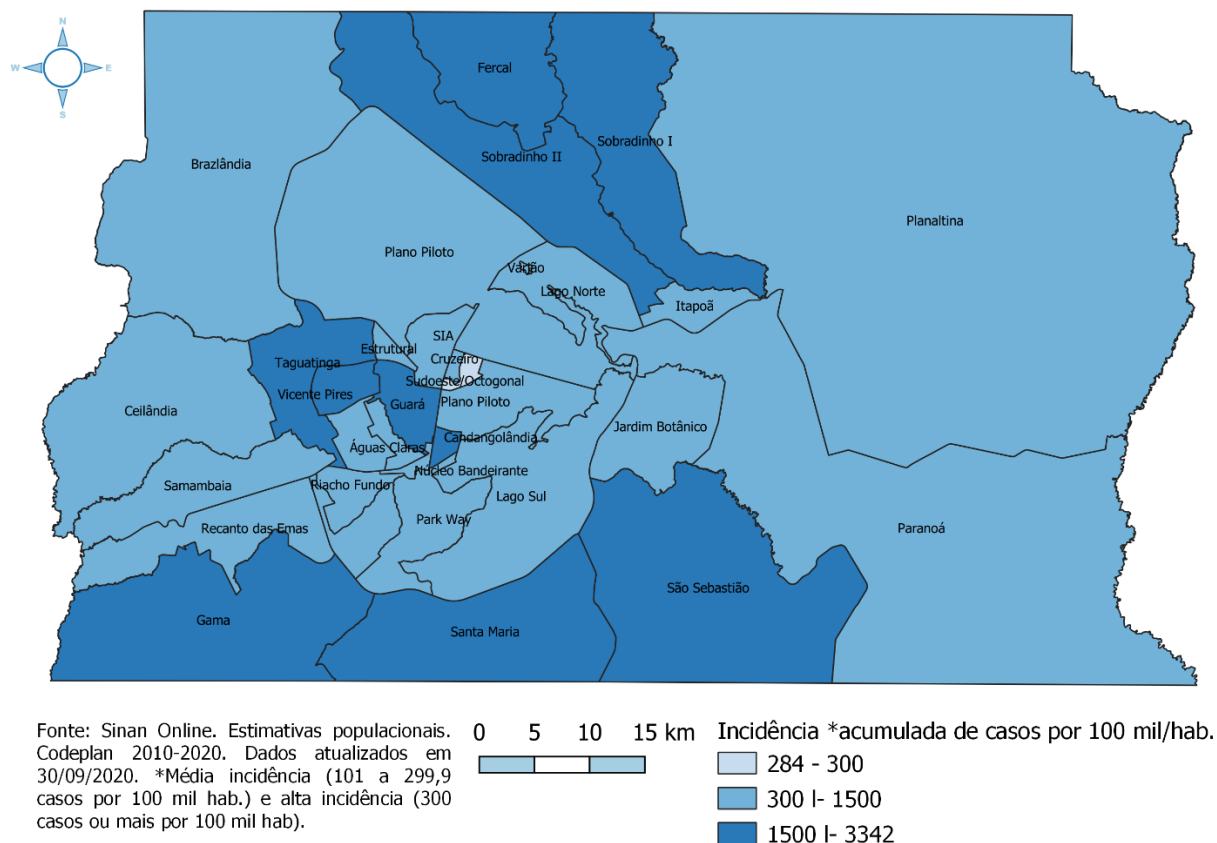 N
W E
S
Fercal
Sobradinho I
Sobradinho II
Brazlândia
Planaltina
Plano Piloto
Varjão
Lago Norte
Itapoã
SIA
Estrutural
Cruzeiro
Taguatinga
Sudoeste/Octogonal
Vicente Pires
Guará
Plano Piloto
Ceilândia
Jardim Botânico
Candangolândia
Águas Claras
Núcleo Bandeirante
Samambaia
Riacho Fundo
Lago Sul
Park Way
Recanto das Emas
Paranoá
São Sebastião
Gama
Santa Maria
Fonte: Sinan Online. Estimativas populacionais.
Codeplan 2010-2020. Dados atualizados em
30/09/2020. *Média incidência (101 a 299,9
casos por 100 mil hab.) e alta incidência (300
casos ou mais por 100 mil hab).
0 5 10 15 km
Incidência *acumulada de casos por 100 mil/hab.
284 - 300
300 l- 1500
1500 l- 3342